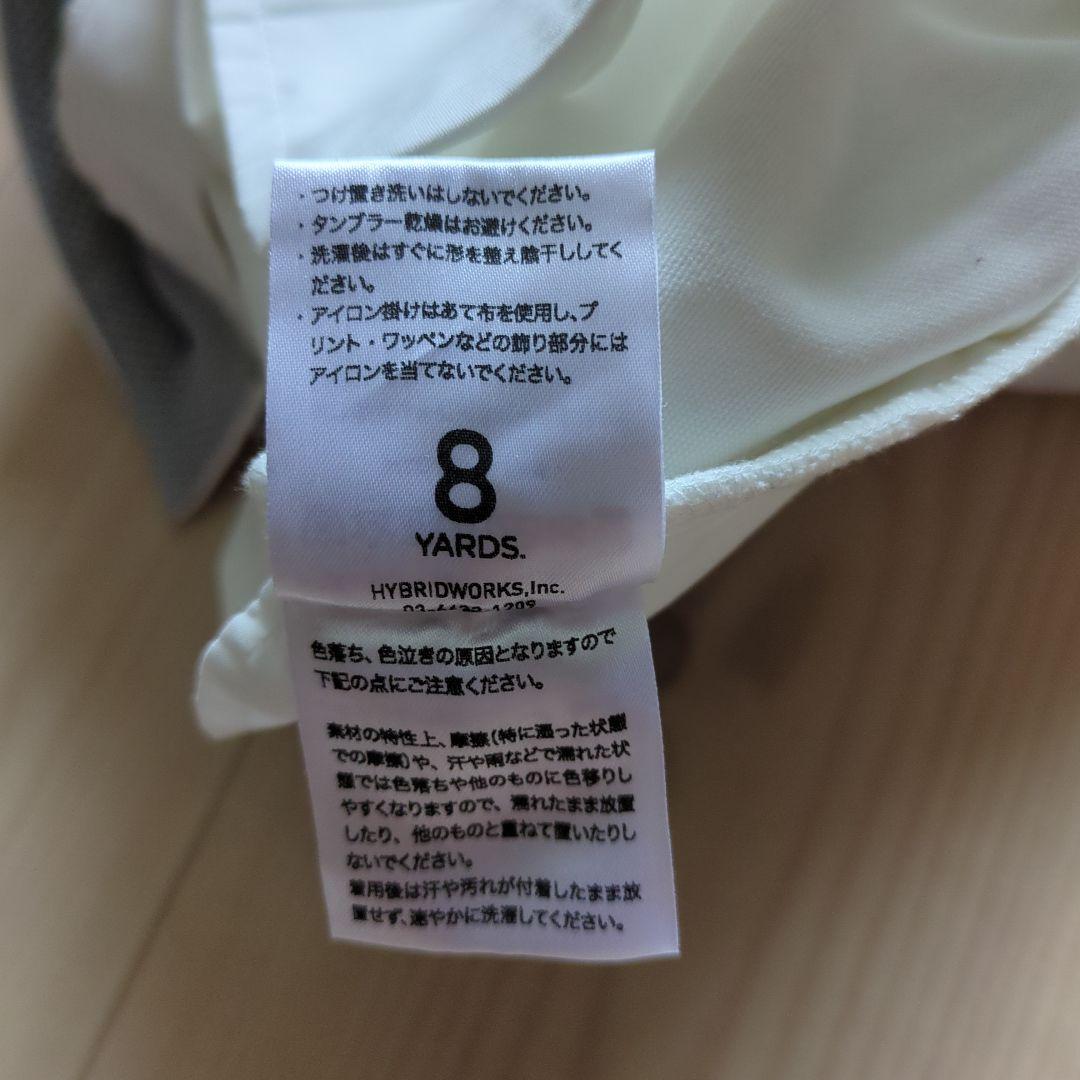 ・つけ置き洗いはしないでください。
・タンブラー乾燥はお避けください。
・洗濯後はすぐに形を整え陰干ししてく
ださい。
・アイロン掛けはあて布を使用し、プ
リント・ワッペンなどの飾り部分には
アイロンを当てないでください。
8
YARDS.
HYBRIDWORKS,Inc.
色落ち、色泣きの原因となりますので
下記の点にご注意ください。
素材の特性上、摩擦(特に湿った状態
での摩擦)や、汗や雨などで濡れた状
態では色落ちや他のものに色移りし
やすくなりますので、濡れたまま放置
したり、他のものと重ねて置いたりし
ないでください。
着用後は汗や汚れが付着したまま放
置せず、速やかに洗濯してください。